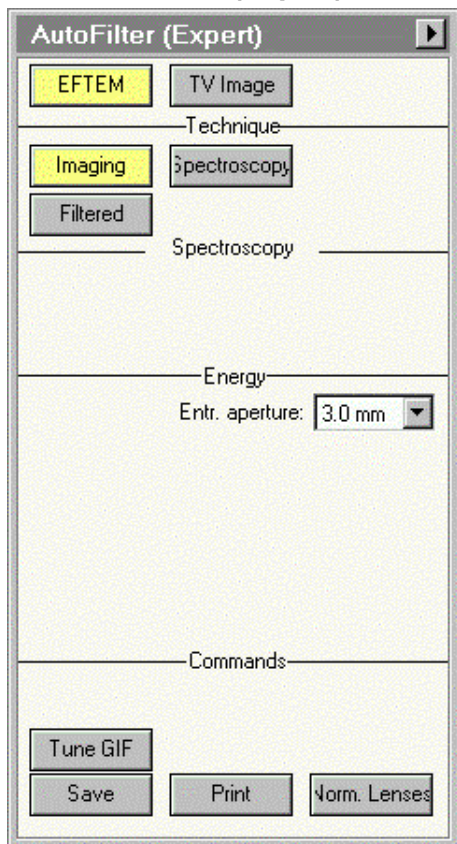 AutoFilter (Expert)
EFTEM TV Image
Technique
Imaging Spectroscopy
Filtered
Spectroscopy
Energy
Entr. aperture: 3.0 mm
Commands
Tune GIF
Save Print Norm. Lenses